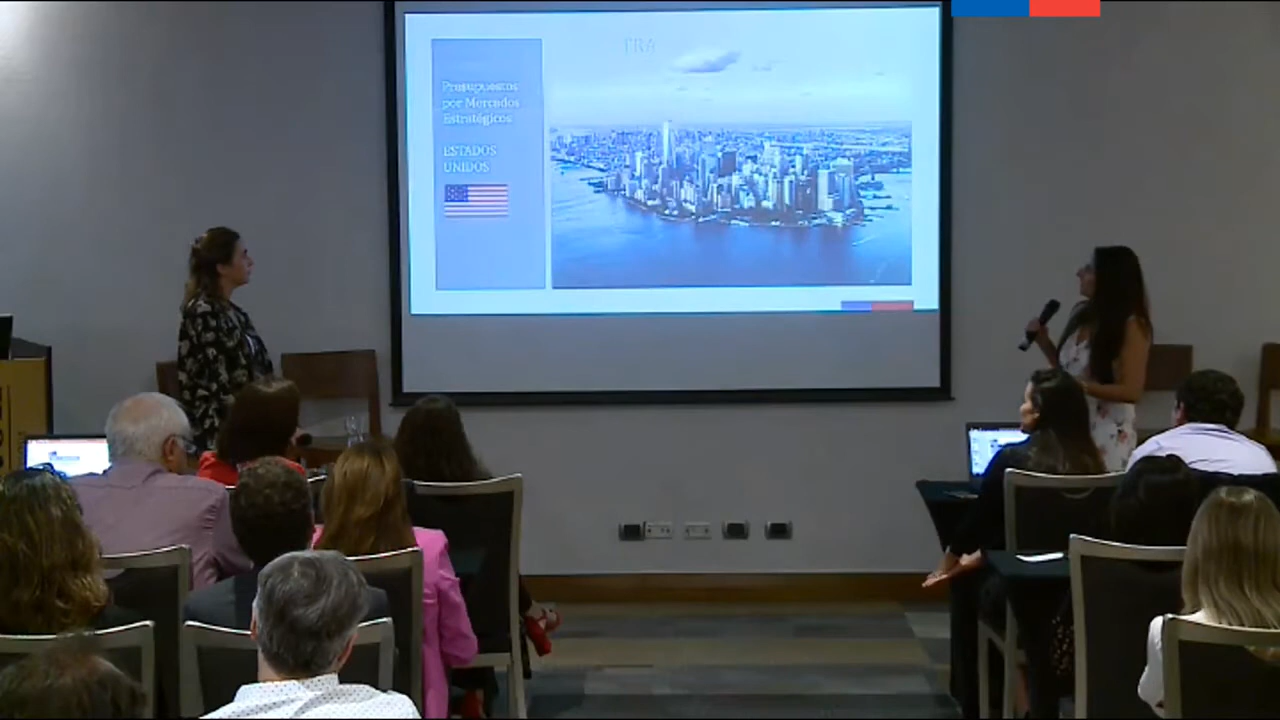 Presupuestos
por Mercados
Estratégicos
ESTADOS
UNIDOS